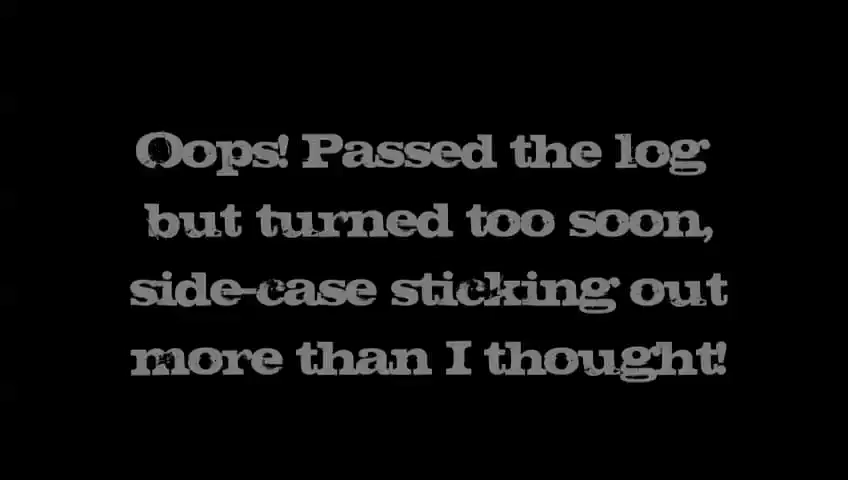 Oops! Passed the log
but turned too soon,
side-case sticking out
more than I thought!